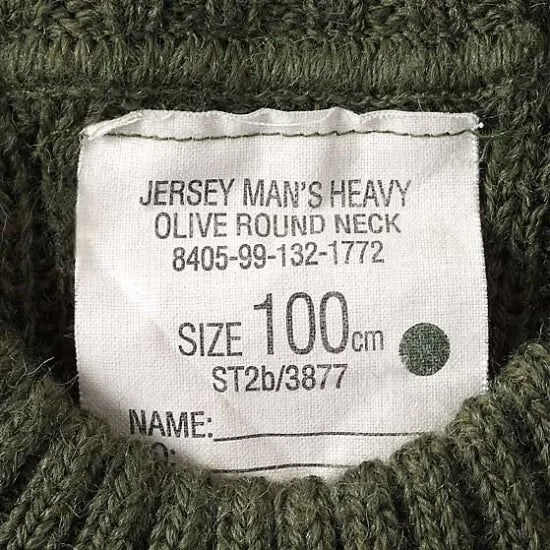 JERSEY MAN'S HEAVY
OLIVE ROUND NECK
8405-99-132-1772
SIZE 100cm
ST2b/3877
NAME: